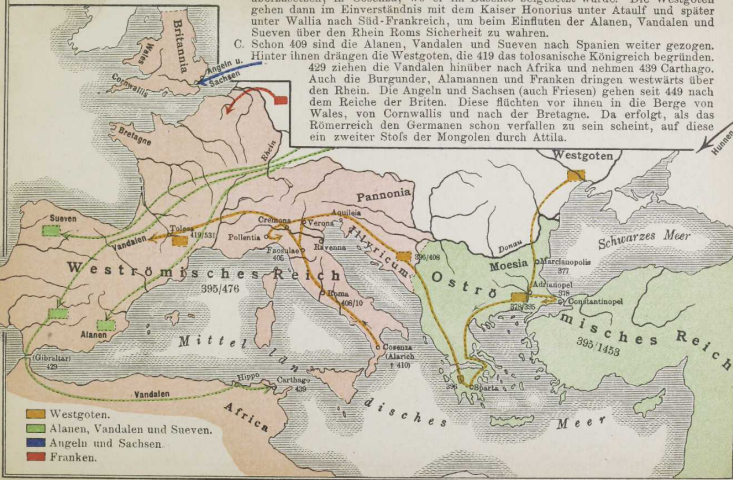 gehen dann im Einverständnis mit dem Kaiser Honorius unter Ataulf und später
unter Wallia nach Süd-Frankreich, um beim Einfluten der Alanen, Vandalen und
Sueven über den Rhein Roms Sicherheit zu wahren.
C. Schon 409 sind die Alanen, Vandalen und Sueven nach Spanien weiter gezogen.
Hinter ihnen drängen die Westgoten, die 419 das tolosanische Königreich begründen.
429 ziehen die Vandalen hinüber nach Afrika und nehmen 439 Carthago.
Auch die Burgunder, Alamannen und Franken dringen westwärts über
den Rhein. Die Angeln und Sachsen (auch Friesen) gehen seit 449 nach
dem Reiche der Briten. Diese flüchten vor ihnen in die Berge von
Wales, von Cornwallis und nach der Bretagne. Da erfolgt, als das
Römerreich den Germanen schon verfallen zu sein scheint, auf diese
ein zweiter Stofs der Mongolen durch Attila.
Britannia
Wales
Cornwallis
Angeln u.
Sachsen
Bretagne
Rhein
Hunnen
Westgoten
Pannonia
Sueven
Vandalen
Tolosa
419/531
Cremona
Verona
Aquileja
Pollentia
Faesulae
405
Ravenna
Illyricum
396/408
Donau
Moesia
Marcianopolis
377
Schwarzes Meer
Adrianopel
378
378/395
Constantinopel
Weströmisches Reich
395/476
Oströmisches Reich
395/1453
Roma
408/10
Cosenza
(Alarich
† 410)
Alanen
(Gibraltar)
429
Vandalen
Hippo
Carthago
439
Africa
Sparta
Mittelländisches Meer
Westgoten.
Alanen, Vandalen und Sueven.
Angeln und Sachsen.
Franken.